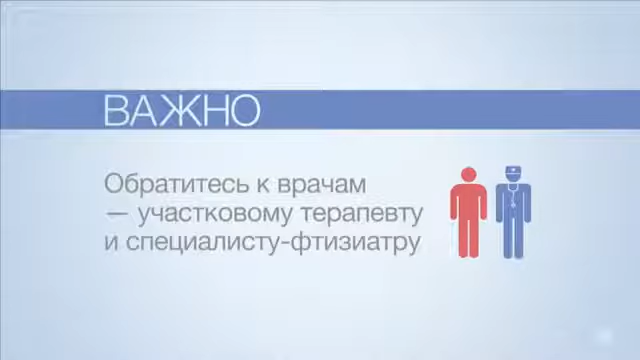 ВАЖНО
Обратитесь к врачам
— участковому терапевту
и специалисту-фтизиатру